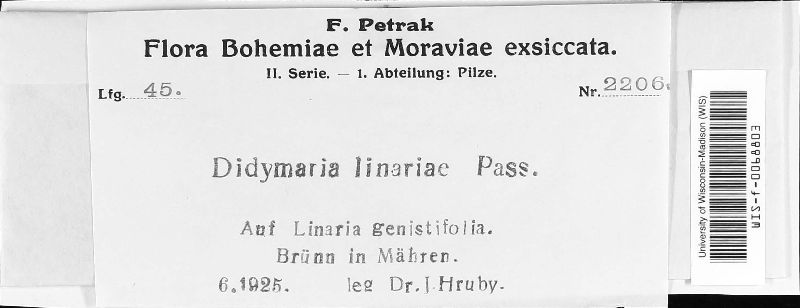 F. Petrak
Flora Bohemiae et Moraviae exsiccata.
II. Serie. — 1. Abteilung: Pilze.
Lfg. 45.
Nr. 2206.
Didymaria linariae Pass.
Auf Linaria genistifolia.
Brünn in Mähren.
6.1925. leg Dr. J. Hruby.
University of Wisconsin-Madison (WIS)
WIS-f-0098903